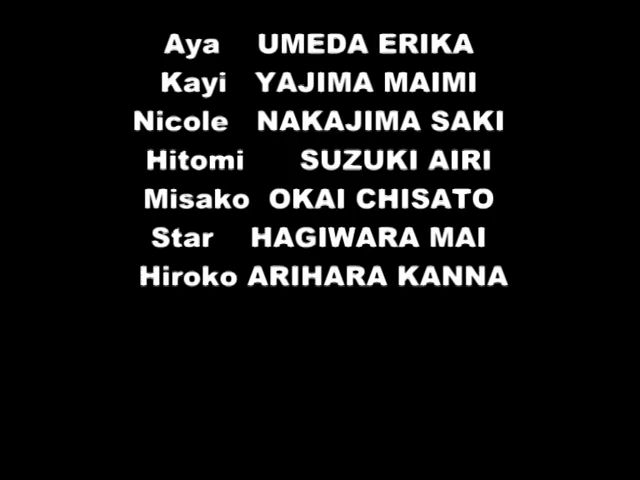 Aya UMEDA ERIKA
Kayi YAJIMA MAIMI
Nicole NAKAJIMA SAKI
Hitomi SUZUKI AIRI
Misako OKAI CHISATO
Star HAGIWARA MAI
Hiroko ARIHARA KANNA